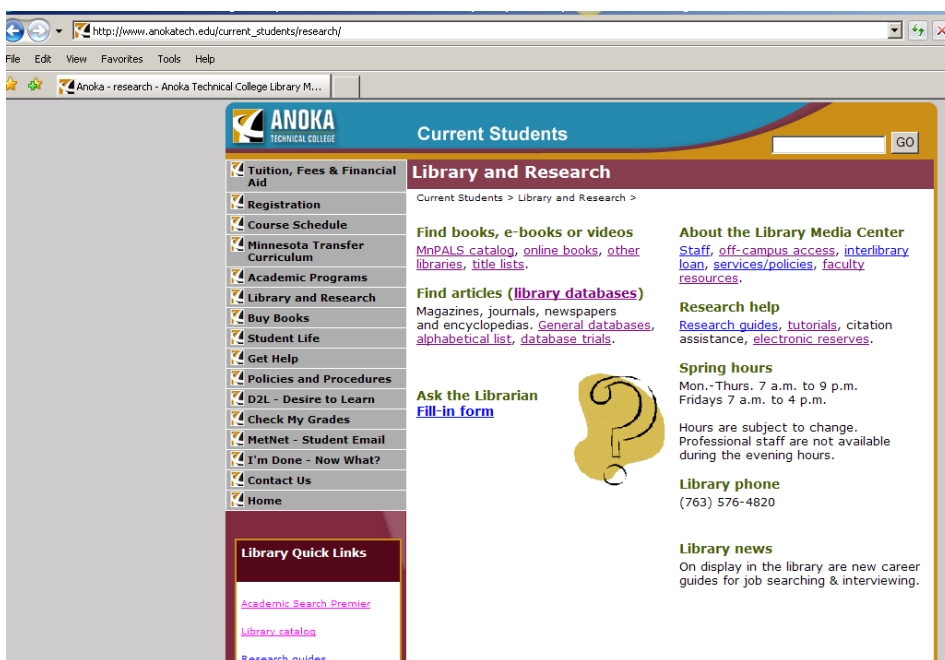 http://www.anokatech.edu/current_students/research/
File Edit View Favorites Tools Help
Anoka - research - Anoka Technical College Library M...
ANOKA
TECHNICAL COLLEGE
Current Students
GO
Tuition, Fees & Financial
Aid
Registration
Course Schedule
Minnesota Transfer
Curriculum
Academic Programs
Library and Research
Buy Books
Student Life
Get Help
Policies and Procedures
D2L - Desire to Learn
Check My Grades
MetNet - Student Email
I'm Done - Now What?
Contact Us
Home
Library Quick Links
Academic Search Premier
Library catalog
Research guides
Library and Research
Current Students > Library and Research >
Find books, e-books or videos
MnPALS catalog, online books, other
libraries, title lists.
Find articles (library databases)
Magazines, journals, newspapers
and encyclopedias. General databases,
alphabetical list, database trials.
Ask the Librarian
Fill-in form
?
About the Library Media Center
Staff, off-campus access, interlibrary
loan, services/policies, faculty
resources.
Research help
Research guides, tutorials, citation
assistance, electronic reserves.
Spring hours
Mon.-Thurs. 7 a.m. to 9 p.m.
Fridays 7 a.m. to 4 p.m.
Hours are subject to change.
Professional staff are not available
during the evening hours.
Library phone
(763) 576-4820
Library news
On display in the library are new career
guides for job searching & interviewing.